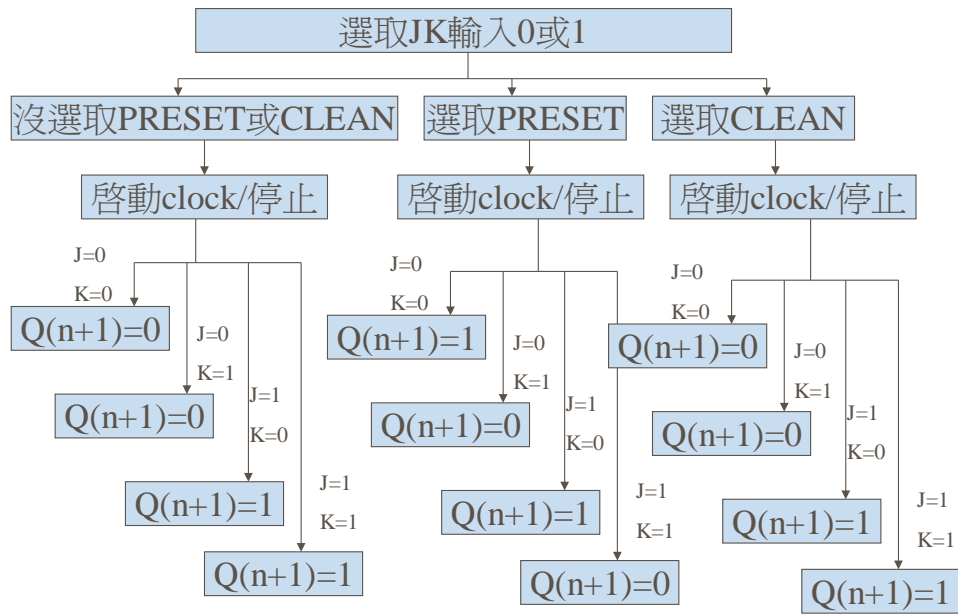 選取JK輸入0或1
沒選取PRESET或CLEAN
選取PRESET
選取CLEAN
啓動clock/停止
啓動clock/停止
啓動clock/停止
J=0
K=0
Q(n+1)=0
J=0
K=1
Q(n+1)=0
J=1
K=0
Q(n+1)=1
J=1
K=1
Q(n+1)=1
J=0
K=0
Q(n+1)=1
J=0
K=1
Q(n+1)=0
J=1
K=0
Q(n+1)=1
J=1
K=1
Q(n+1)=0
J=0
K=0
Q(n+1)=0
J=0
K=1
Q(n+1)=0
J=1
K=0
Q(n+1)=1
J=1
K=1
Q(n+1)=1